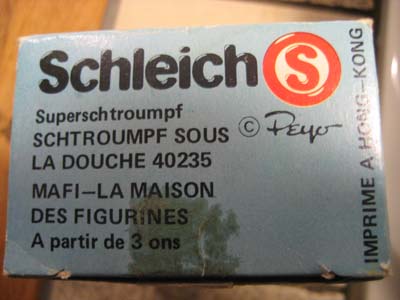 Schleich S
Superschtroumpf
SCHTROUMPF SOUS
LA DOUCHE 40235
© Peyo
MAFI–LA MAISON
DES FIGURINES
A partir de 3 ons
IMPRIME A HONG–KONG